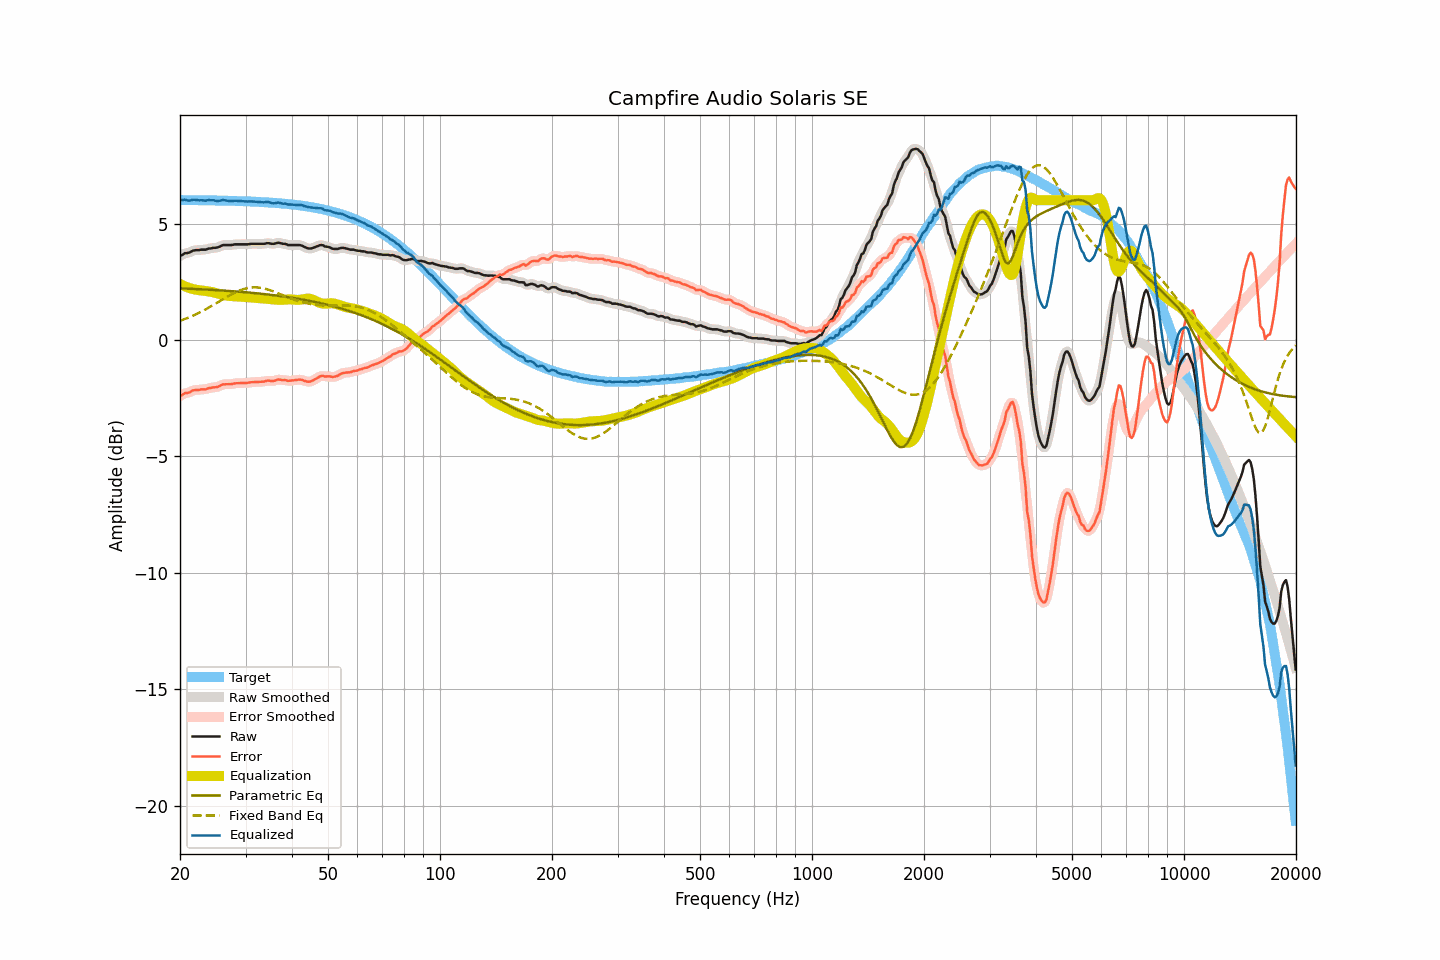 Campfire Audio Solaris SE
Amplitude (dBr)
5
0
−5
−10
−15
−20
Target
Raw Smoothed
Error Smoothed
Raw
Error
Equalization
Parametric Eq
Fixed Band Eq
Equalized
20 50 100 200 500 1000 2000 5000 10000 20000
Frequency (Hz)